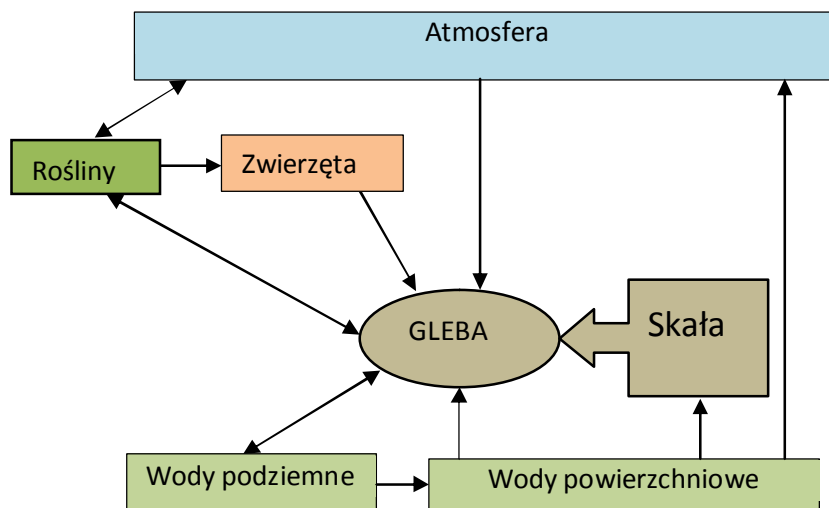 Atmosfera
Rośliny
Zwierzęta
GLEBA
Skała
Wody podziemne
Wody powierzchniowe